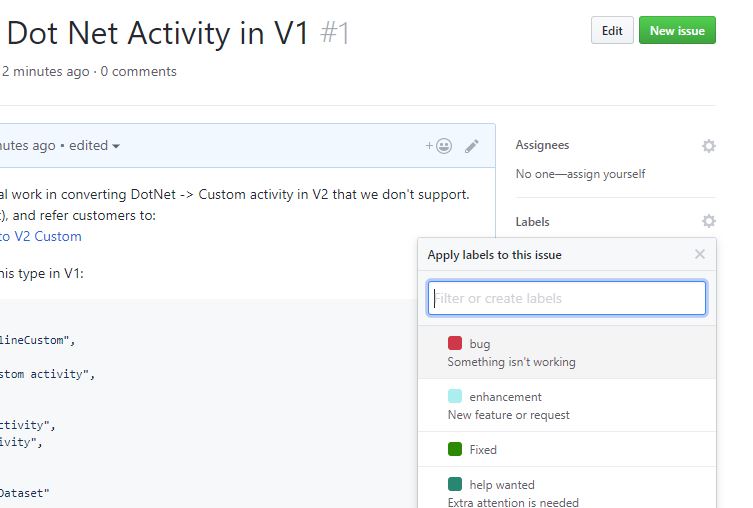 Dot Net Activity in V1 #1
Edit
New issue
2 minutes ago · 0 comments
nutes ago • edited
Assignees
No one—assign yourself
al work in converting DotNet -> Custom activity in V2 that we don't support.
), and refer customers to:
to V2 Custom
Labels
Apply labels to this issue
his type in V1:
Filter or create labels
lineCustom",
stom activity",
ctivity",
ivity",
Dataset"
bug
Something isn't working
enhancement
New feature or request
Fixed
help wanted
Extra attention is needed